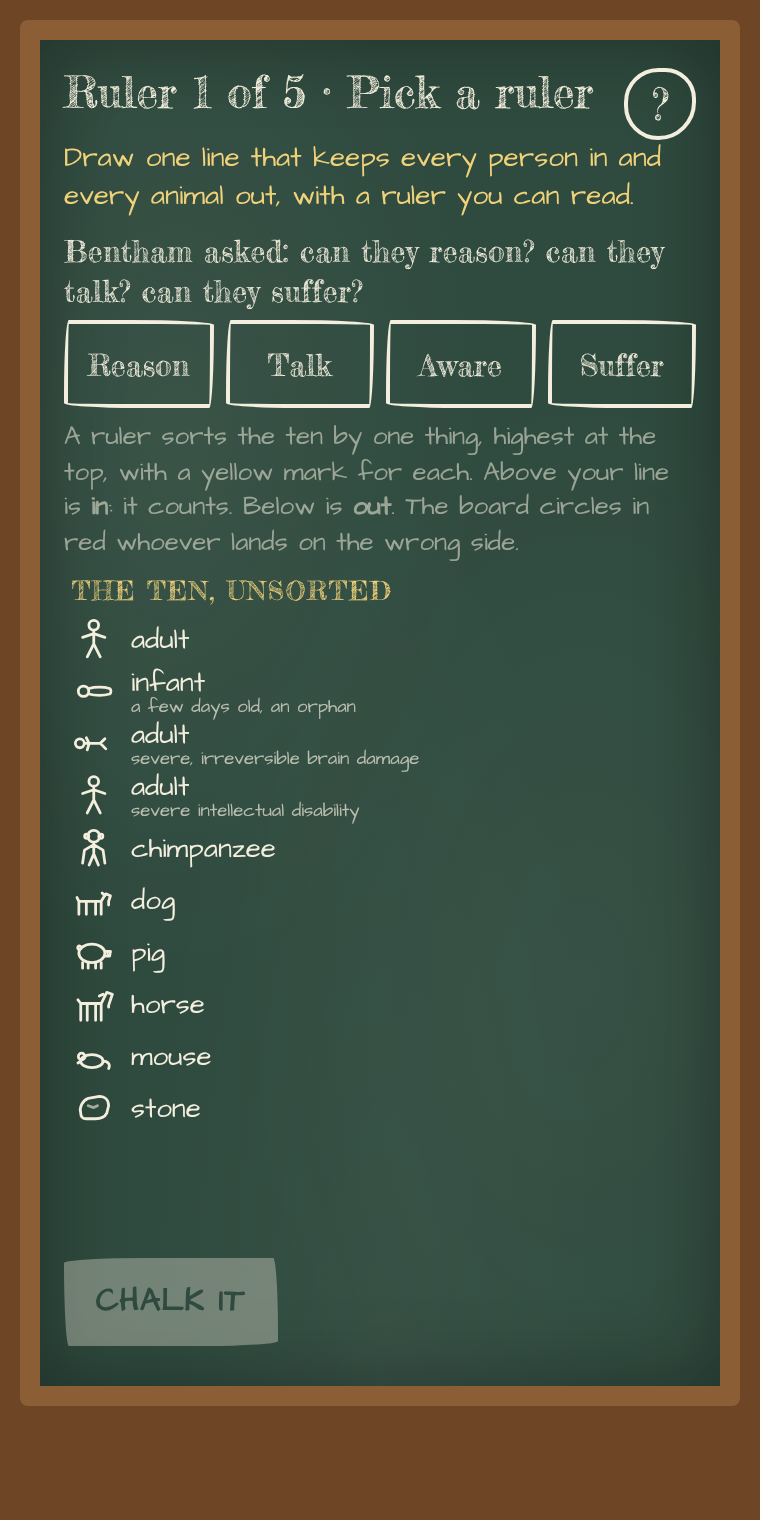 Ruler 1 of 5 · Pick a ruler
?
Draw one line that keeps every person in and
every animal out, with a ruler you can read.
Bentham asked: can they reason? can they
talk? can they suffer?
Reason
Talk
Aware
Suffer
A ruler sorts the ten by one thing, highest at the
top, with a yellow mark for each. Above your line
is in: it counts. Below is out. The board circles in
red whoever lands on the wrong side.
THE TEN, UNSORTED
adult
infant
a few days old, an orphan
adult
severe, irreversible brain damage
adult
severe intellectual disability
chimpanzee
dog
pig
horse
mouse
stone
CHALK IT